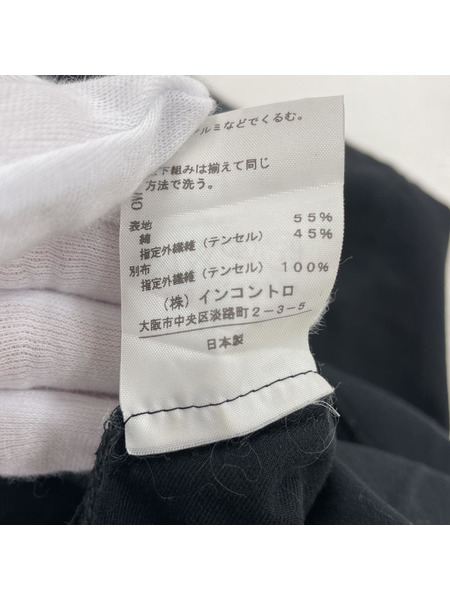 ルミなどでくるむ。
下組みは揃えて同じ
方法で洗う。
表地
綿 55%
指定外繊維(テンセル) 45%
別布
指定外繊維(テンセル) 100%
(株)インコントロ
大阪市中央区淡路町2-3-5
日本製